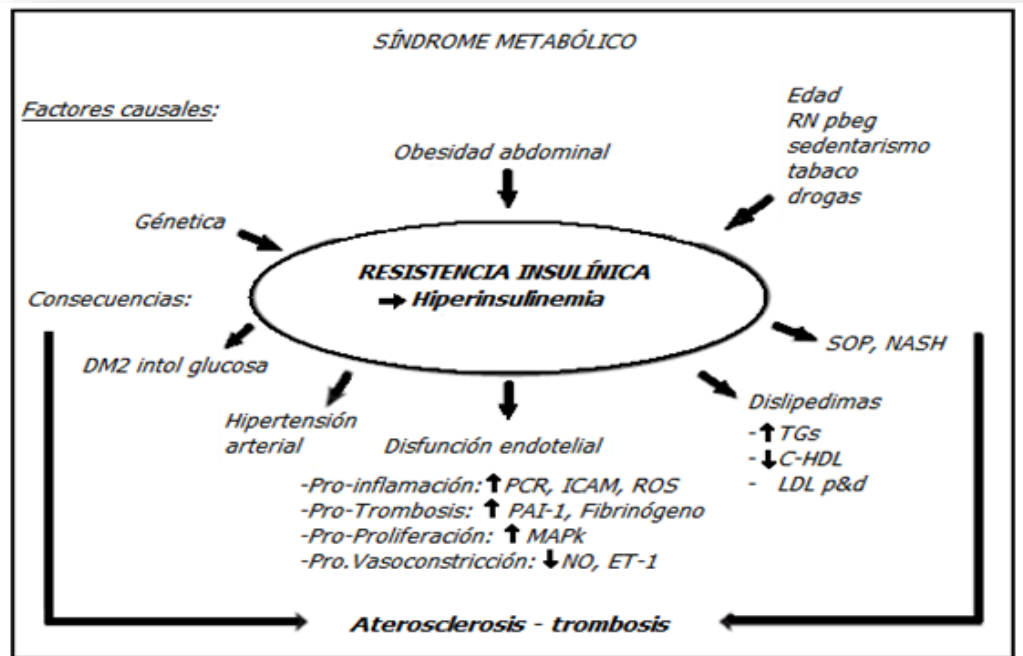 SÍNDROME METABÓLICO
Factores causales:
Edad
RN pbeg
sedentarismo
tabaco
drogas
Obesidad abdominal
Génetica
RESISTENCIA INSULÍNICA
→ Hiperinsulinemia
Consecuencias:
DM2 intol glucosa
SOP, NASH
Hipertensión
arterial
Disfunción endotelial
-Pro-inflamación: ↑ PCR, ICAM, ROS
-Pro-Trombosis: ↑ PAI-1, Fibrinógeno
-Pro-Proliferación: ↑ MAPk
-Pro.Vasoconstricción: ↓ NO, ET-1
Dislipedimas
-↑ TGs
-↓ C-HDL
- LDL p&d
Aterosclerosis - trombosis